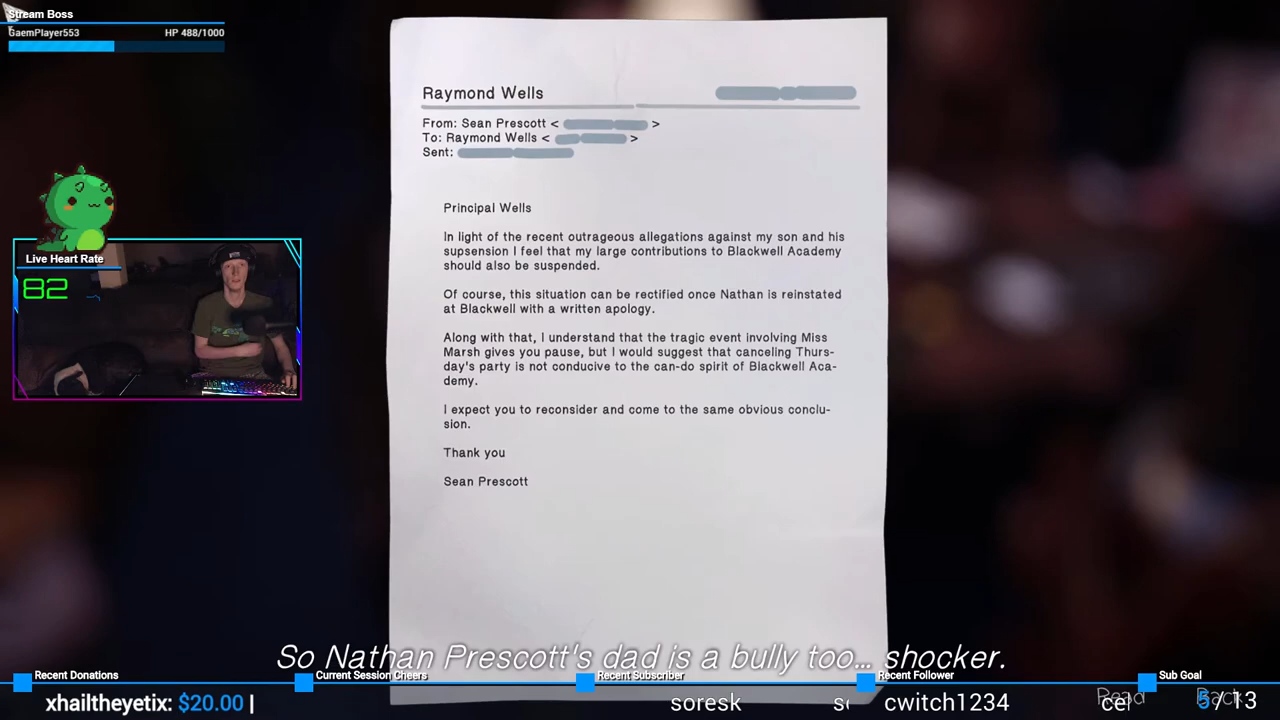 Stream Boss
GaemPlayer553 HP 488/1000
Raymond Wells
From: Sean Prescott < >
To: Raymond Wells < >
Sent:
Principal Wells
In light of the recent outrageous allegations against my son and his
supsension I feel that my large contributions to Blackwell Academy
should also be suspended.
Of course, this situation can be rectified once Nathan is reinstated
at Blackwell with a written apology.
Along with that, I understand that the tragic event involving Miss
Marsh gives you pause, but I would suggest that canceling Thurs-
day's party is not conducive to the can-do spirit of Blackwell Aca-
demy.
I expect you to reconsider and come to the same obvious conclu-
sion.
Thank you
Sean Prescott
Live Heart Rate
82
So Nathan Prescott's dad is a bully too... shocker.
Recent Donations
Current Session Cheers
Recent Subscriber
Recent Follower
Sub Goal
xhailtheyetix: $20.00 |
soresk
cwitch1234
5 / 13
Read Back